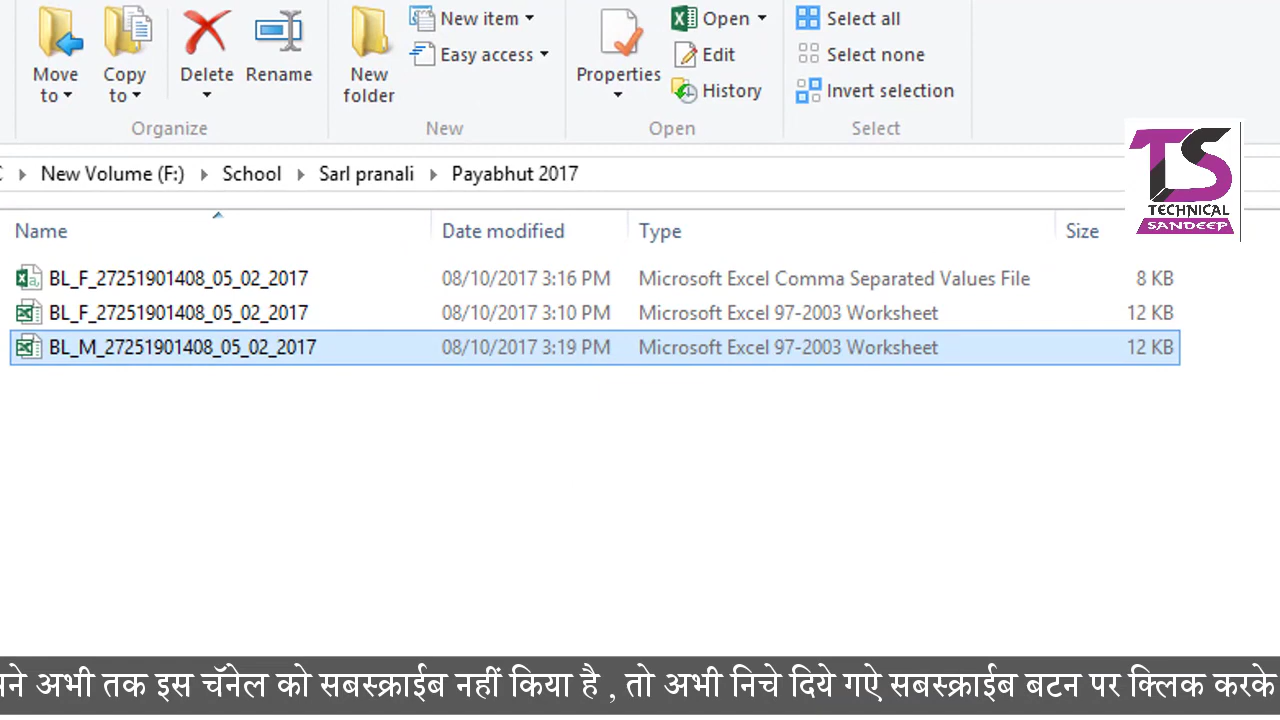 New item
Open
Select all
Easy access
Edit
Select none
Move to
Copy to
Delete
Rename
New folder
Properties
History
Invert selection
Organize
New
Open
Select
New Volume (F:) School Sarl pranali Payabhut 2017
TS
TECHNICAL
SANDEEP
Name Date modified Type Size
BL_F_27251901408_05_02_2017 08/10/2017 3:16 PM Microsoft Excel Comma Separated Values File 8 KB
BL_F_27251901408_05_02_2017 08/10/2017 3:10 PM Microsoft Excel 97-2003 Worksheet 12 KB
BL_M_27251901408_05_02_2017 08/10/2017 3:19 PM Microsoft Excel 97-2003 Worksheet 12 KB
अभी तक इस चॅनेल को सबस्क्राईब नहीं किया है , तो अभी निचे दिये गऐ सबस्क्राईब बटन पर क्लिक करके